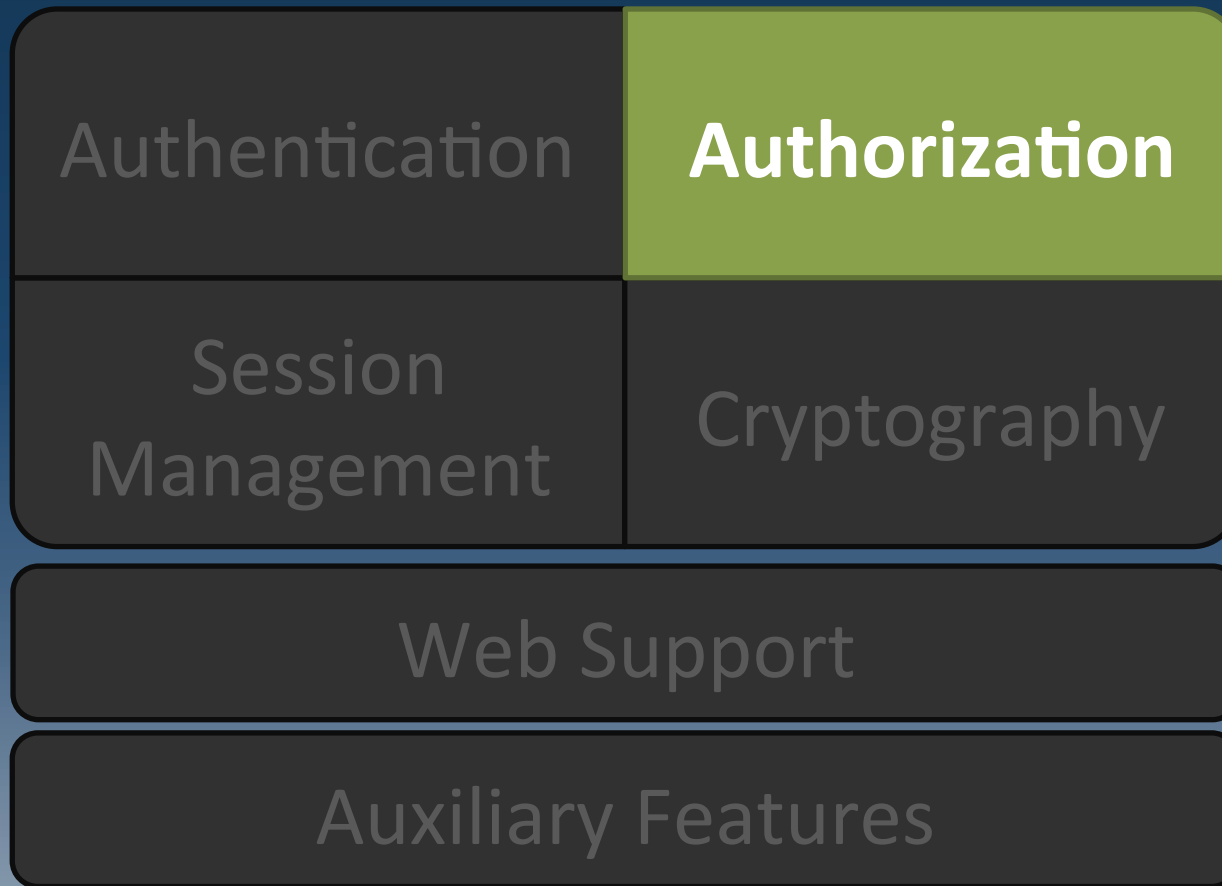 Authentication
Authorization
Session
Management
Cryptography
Web Support
Auxiliary Features